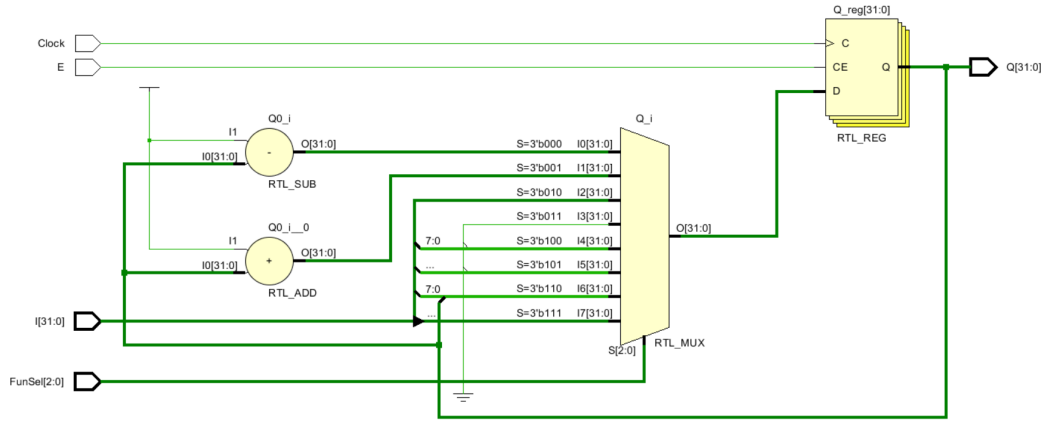 Q_reg[31:0]
Clock
C
E
CE
Q
Q[31:0]
D
RTL_REG
Q0_i
Q_i
I1
O[31:0]
S=3'b000
I0[31:0]
-
I0[31:0]
S=3'b001
I1[31:0]
RTL_SUB
S=3'b010
I2[31:0]
S=3'b011
I3[31:0]
Q0_i__0
O[31:0]
I1
7:0
S=3'b100
I4[31:0]
O[31:0]
+
I0[31:0]
...
S=3'b101
I5[31:0]
RTL_ADD
7:0
S=3'b110
I6[31:0]
I[31:0]
...
S=3'b111
I7[31:0]
S[2:0]
RTL_MUX
FunSel[2:0]